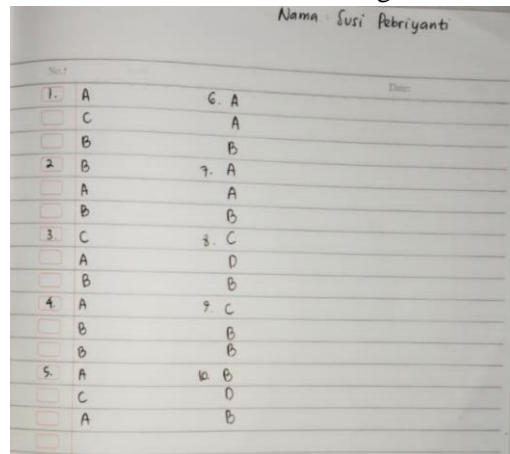 Nama : Susi Pebriyanti
No.:
Date:
1. A
C
B
2 B
A
B
3. C
A
B
4. A
B
B
5. A
C
A
6. A
A
B
7. A
A
B
8. C
D
B
9. C
B
B
10. B
D
B